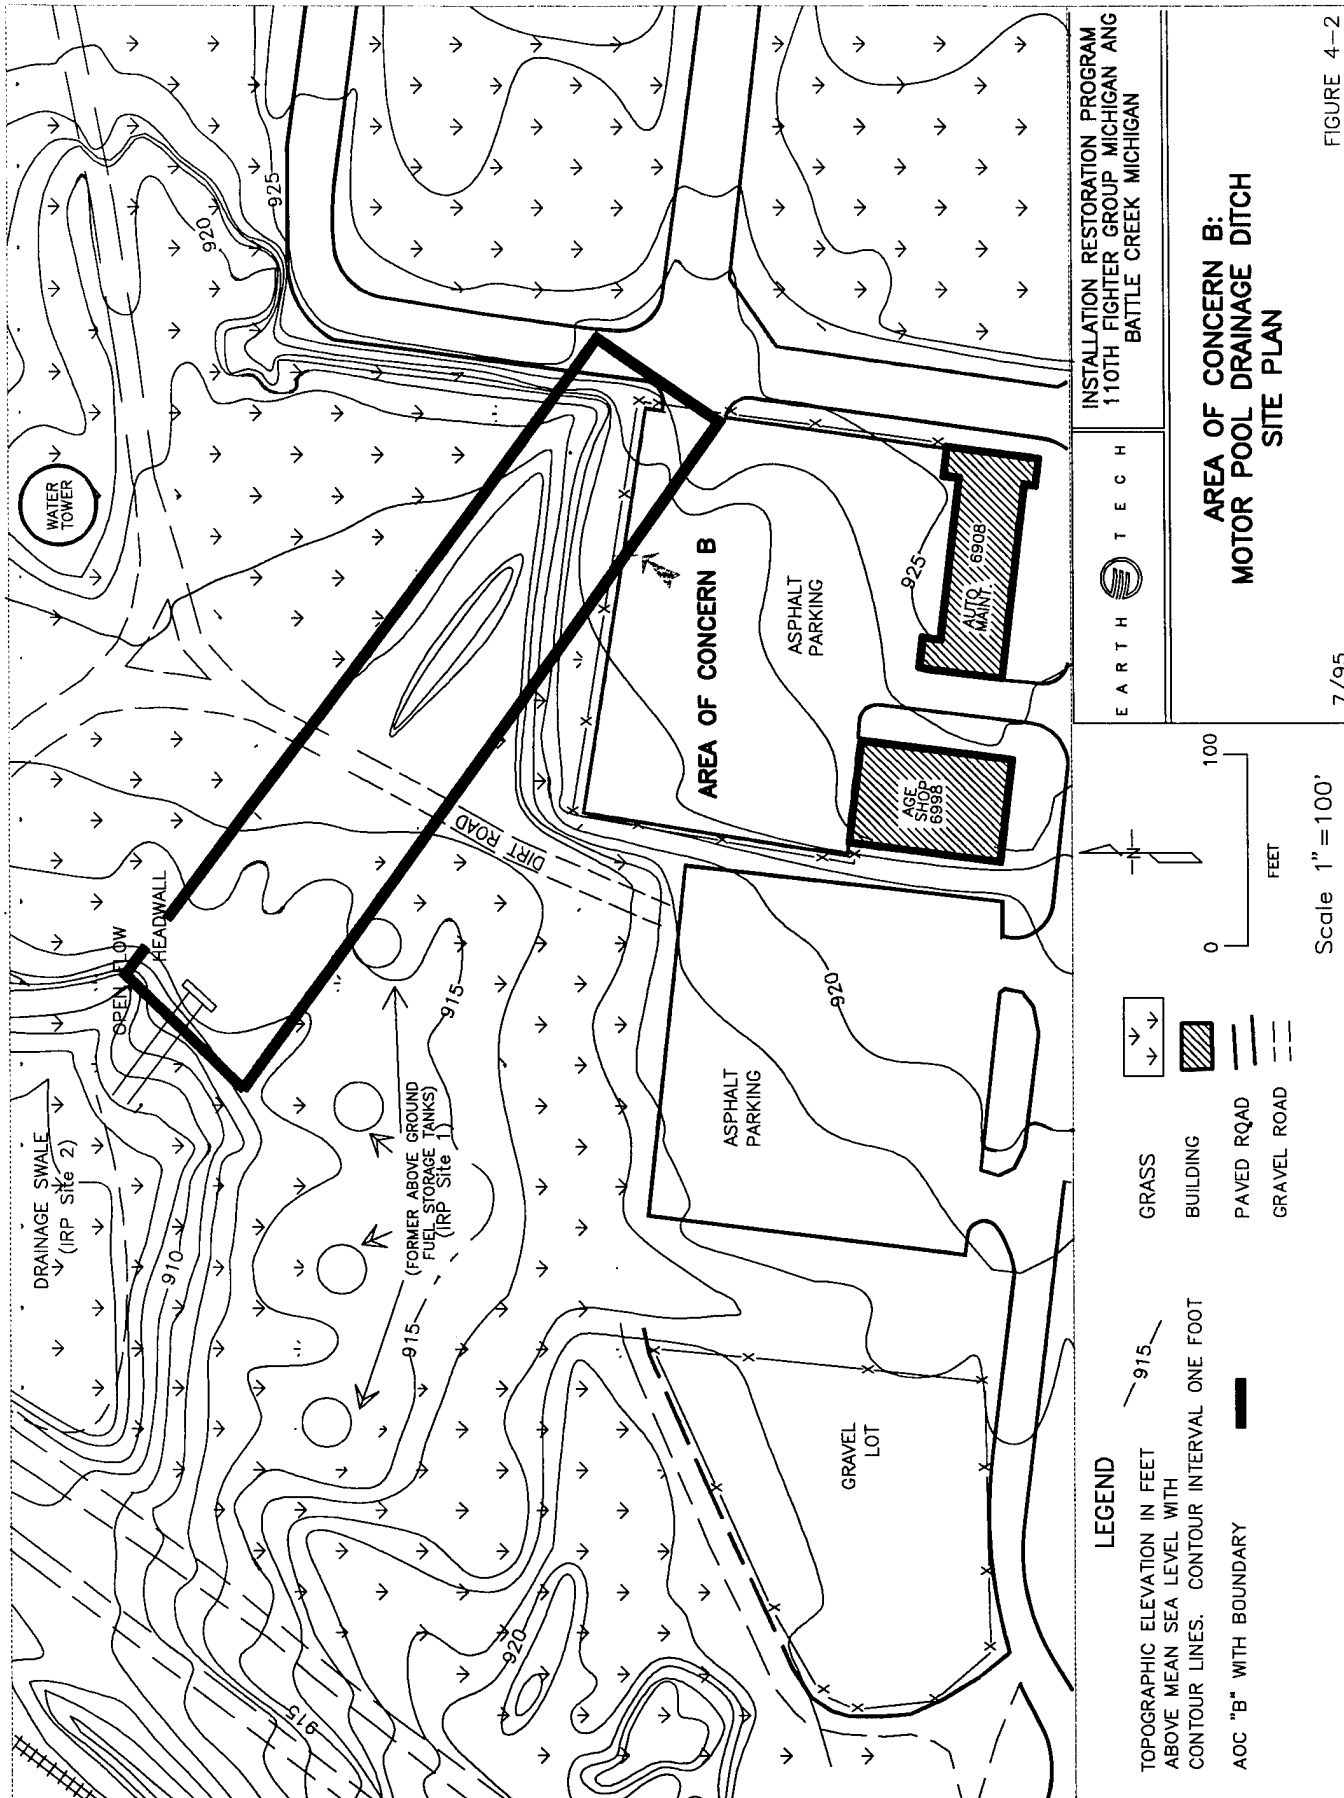 WATER
TOWER
920
925
OPEN FLOW
HEADWALL
DRAINAGE SWALE
(IRP Site 2)
910
(FORMER ABOVE GROUND
FUEL STORAGE TANKS)
(IRP Site 1)
915
915
915
920
DIRT ROAD
AREA OF CONCERN B
ASPHALT
PARKING
925
AUTO
MAINT.
6908
AGE
SHOP
6998
ASPHALT
PARKING
920
GRAVEL
LOT
LEGEND
TOPOGRAPHIC ELEVATION IN FEET
ABOVE MEAN SEA LEVEL WITH
CONTOUR LINES. CONTOUR INTERVAL ONE FOOT
915
AOC "B" WITH BOUNDARY
GRASS
BUILDING
PAVED ROAD
GRAVEL ROAD
N
0 100
FEET
Scale 1" = 100'
EARTH TECH
INSTALLATION RESTORATION PROGRAM
110TH FIGHTER GROUP MICHIGAN ANG
BATTLE CREEK MICHIGAN
AREA OF CONCERN B:
MOTOR POOL DRAINAGE DITCH
SITE PLAN
7/95
FIGURE 4-2